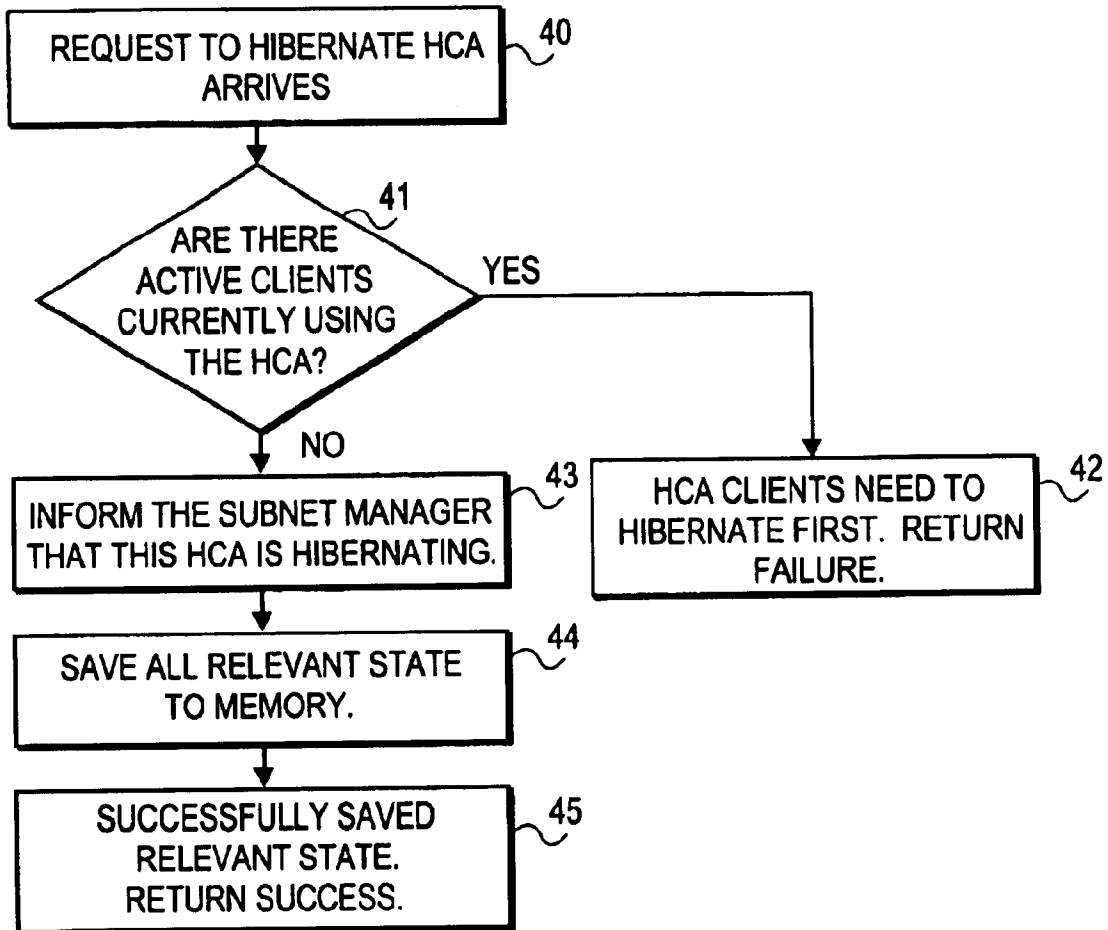 REQUEST TO HIBERNATE HCA
ARRIVES
40
41
ARE THERE
ACTIVE CLIENTS
CURRENTLY USING
THE HCA?
YES
NO
43
INFORM THE SUBNET MANAGER
THAT THIS HCA IS HIBERNATING.
42
HCA CLIENTS NEED TO
HIBERNATE FIRST. RETURN
FAILURE.
44
SAVE ALL RELEVANT STATE
TO MEMORY.
45
SUCCESSFULLY SAVED
RELEVANT STATE.
RETURN SUCCESS.